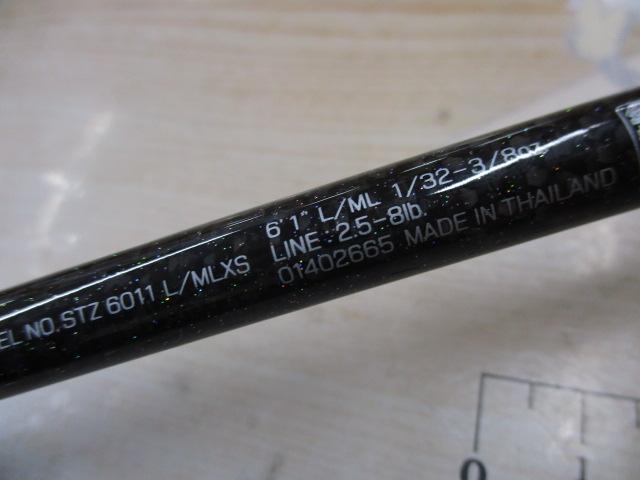 6'1" L/ML 1/32-3/8oz.
EL NO. STZ 6011 L/MLXS LINE : 2.5-8lb.
01402665 MADE IN THAILAND
0